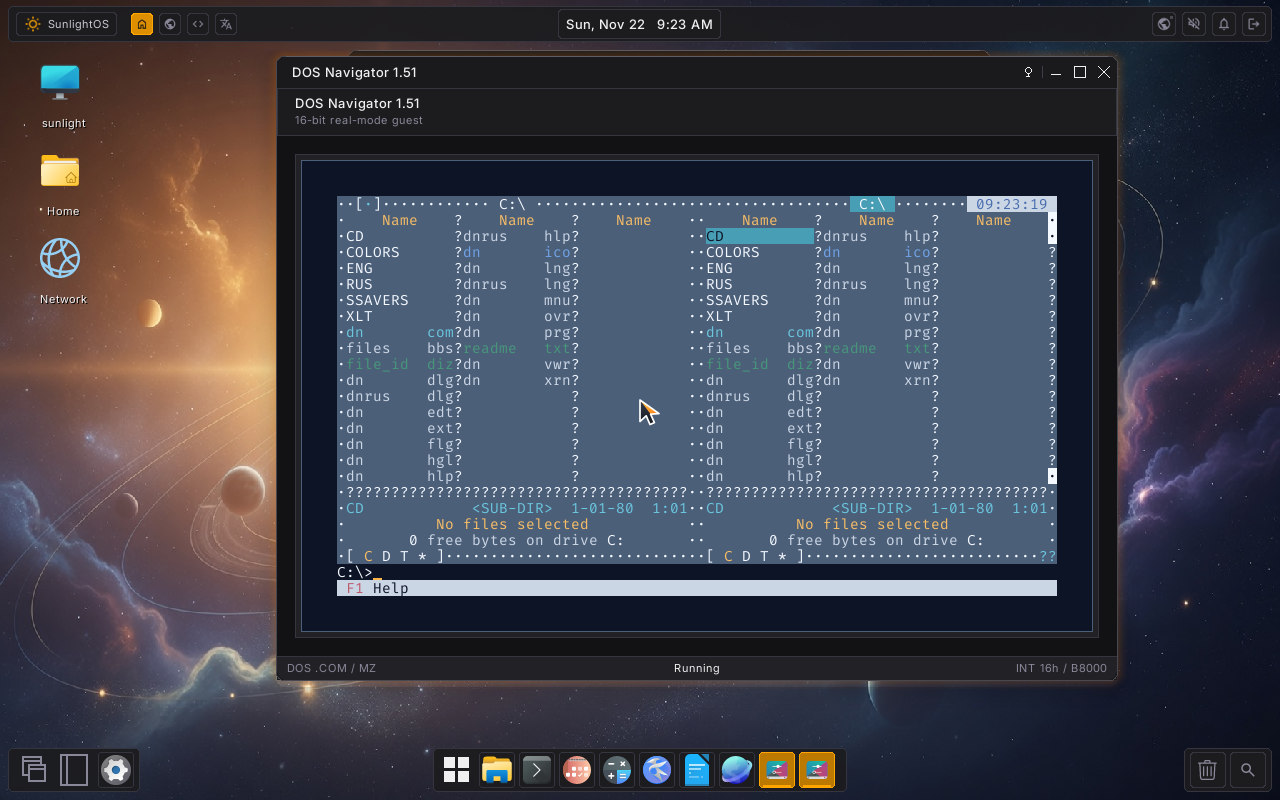 SunlightOS
Sun, Nov 22 9:23 AM
sunlight
Home
Network
DOS Navigator 1.51
DOS Navigator 1.51
16-bit real-mode guest
··[·]············ C:\ ··································· C:\ ········ 09:23:19
· Name ? Name ? Name ·· Name ? Name ? Name ·
·CD ?dnrus hlp? ··CD ?dnrus hlp? ·
·COLORS ?dn ico? ··COLORS ?dn ico? ?
·ENG ?dn lng? ··ENG ?dn lng? ?
·RUS ?dnrus lng? ··RUS ?dnrus lng? ?
·SSAVERS ?dn mnu? ··SSAVERS ?dn mnu? ?
·XLT ?dn ovr? ··XLT ?dn ovr? ?
·dn com?dn prg? ··dn com?dn prg? ?
·files bbs?readme txt? ··files bbs?readme txt? ?
·file_id diz?dn vwr? ··file_id diz?dn vwr? ?
·dn dlg?dn xrn? ··dn dlg?dn xrn? ?
·dnrus dlg? ? ··dnrus dlg? ? ?
·dn edt? ? ··dn edt? ? ?
·dn ext? ? ··dn ext? ? ?
·dn flg? ? ··dn flg? ? ?
·dn hgl? ? ··dn hgl? ? ?
·dn hlp? ? ··dn hlp? ? ·
·??????????????????????????????????????··??????????????????????????????????????·
·CD <SUB-DIR> 1-01-80 1:01··CD <SUB-DIR> 1-01-80 1:01·
· No files selected ·· No files selected ·
· 0 free bytes on drive C: ·· 0 free bytes on drive C: ·
·[ C D T * ]····························[ C D T * ]··························??
C:\>_
F1 Help
DOS .COM / MZ Running INT 16h / B8000